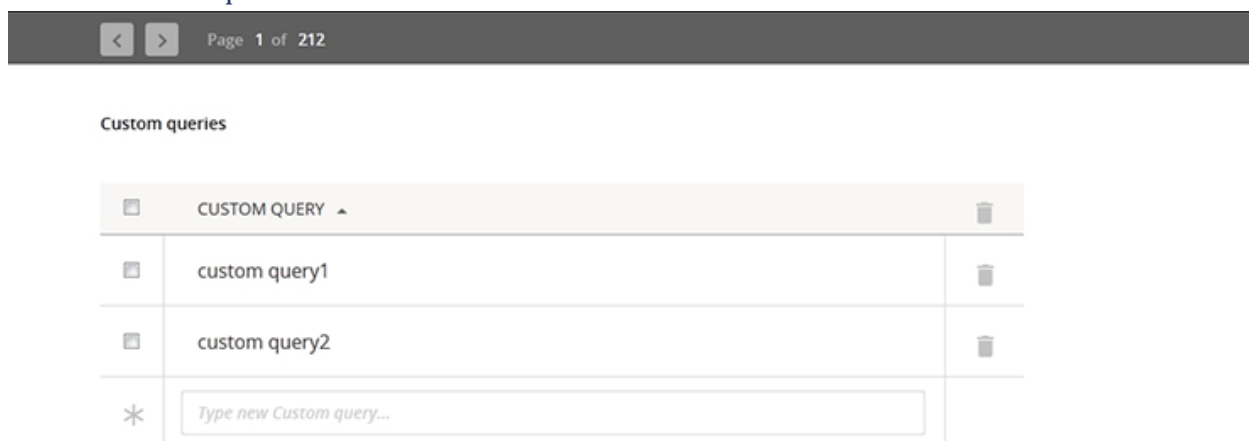 Page 1 of 212
Custom queries
CUSTOM QUERY
custom query1
custom query2
Type new Custom query...